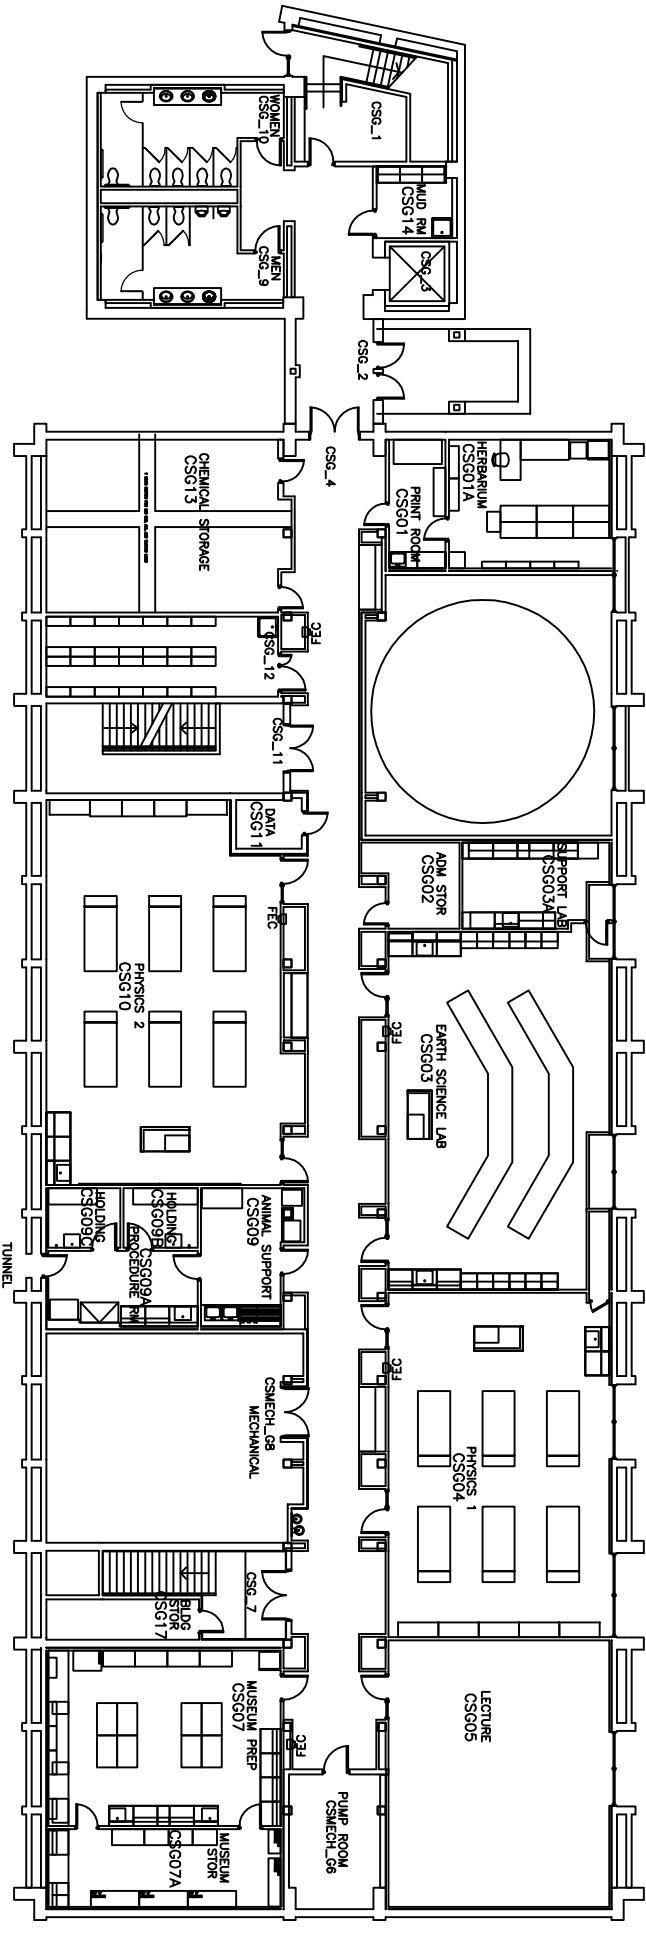 CSG_1
WOMEN
CSG_10
MUD RM
CSG14
MEN
CSG_9
CSG_3
CSG_2
CSG_4
HERBARIUM
CSG01A
PRINT ROOM
CSG01
CHEMICAL STORAGE
CSG13
FEC
CSG_12
CSG_11
DATA
CSG11
ADM STOR
CSG02
SUPPORT LAB
CSG03A
FEC
PHYSICS 2
CSG10
FEC
EARTH SCIENCE LAB
CSG03
HOLDING
CSG09C
HOLDING
CSG09B
ANIMAL SUPPORT
CSG09
CSG09A
PROCEDURE RM
TUNNEL
FEC
CSMECH_G8
MECHANICAL
PHYSICS 1
CSG04
CSG_7
BLDG
STOR
CSG17
MUSEUM PREP
CSG07
LECTURE
CSG05
FEC
PUMP ROOM
CSMECH_G6
MUSEUM
STOR
CSG07A